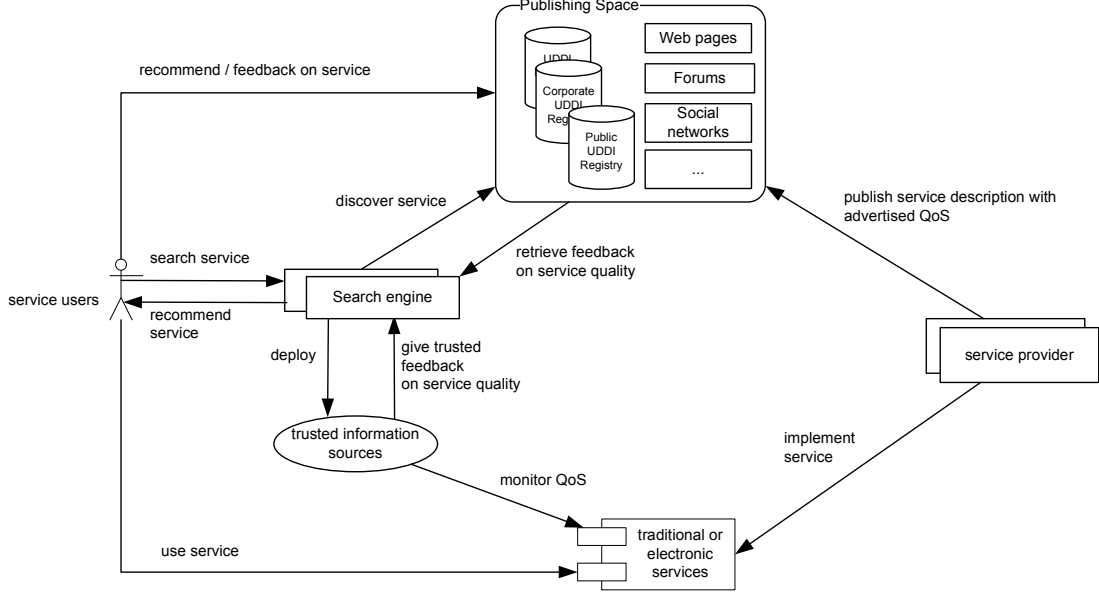 Publishing Space
UDDI
Corporate
UDDI
Regi
Public
UDDI
Registry
Web pages
Forums
Social
networks
...
recommend / feedback on service
discover service
publish service description with
advertised QoS
retrieve feedback
on service quality
search service
service users
Search engine
recommend
service
deploy
give trusted
feedback
on service quality
service provider
trusted information
sources
implement
service
monitor QoS
use service
traditional or
electronic
services